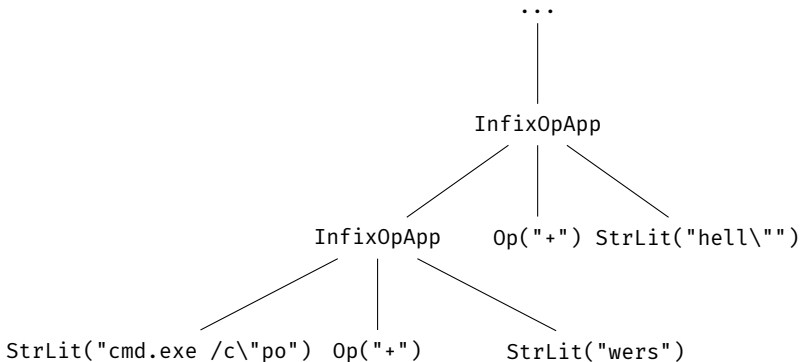 ...
InfixOpApp
InfixOpApp Op("+") StrLit("hell\"")
StrLit("cmd.exe /c\"po") Op("+") StrLit("wers")